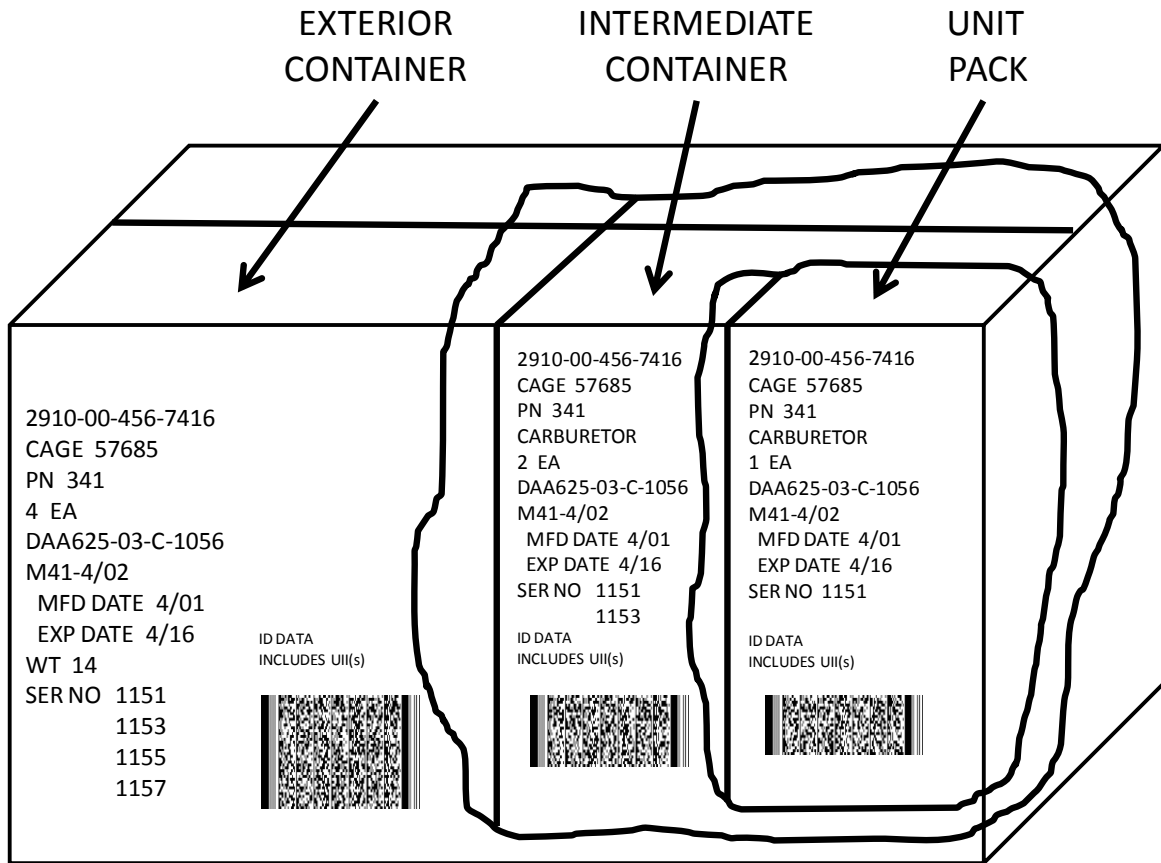 EXTERIOR
CONTAINER
INTERMEDIATE
CONTAINER
UNIT
PACK
2910-00-456-7416
CAGE 57685
PN 341
4 EA
DAA625-03-C-1056
M41-4/02
MFD DATE 4/01
EXP DATE 4/16
WT 14
SER NO 1151
1153
1155
1157
ID DATA
INCLUDES UII(s)
2910-00-456-7416
CAGE 57685
PN 341
CARBURETOR
2 EA
DAA625-03-C-1056
M41-4/02
MFD DATE 4/01
EXP DATE 4/16
SER NO 1151
1153
ID DATA
INCLUDES UII(s)
2910-00-456-7416
CAGE 57685
PN 341
CARBURETOR
1 EA
DAA625-03-C-1056
M41-4/02
MFD DATE 4/01
EXP DATE 4/16
SER NO 1151
ID DATA
INCLUDES UII(s)